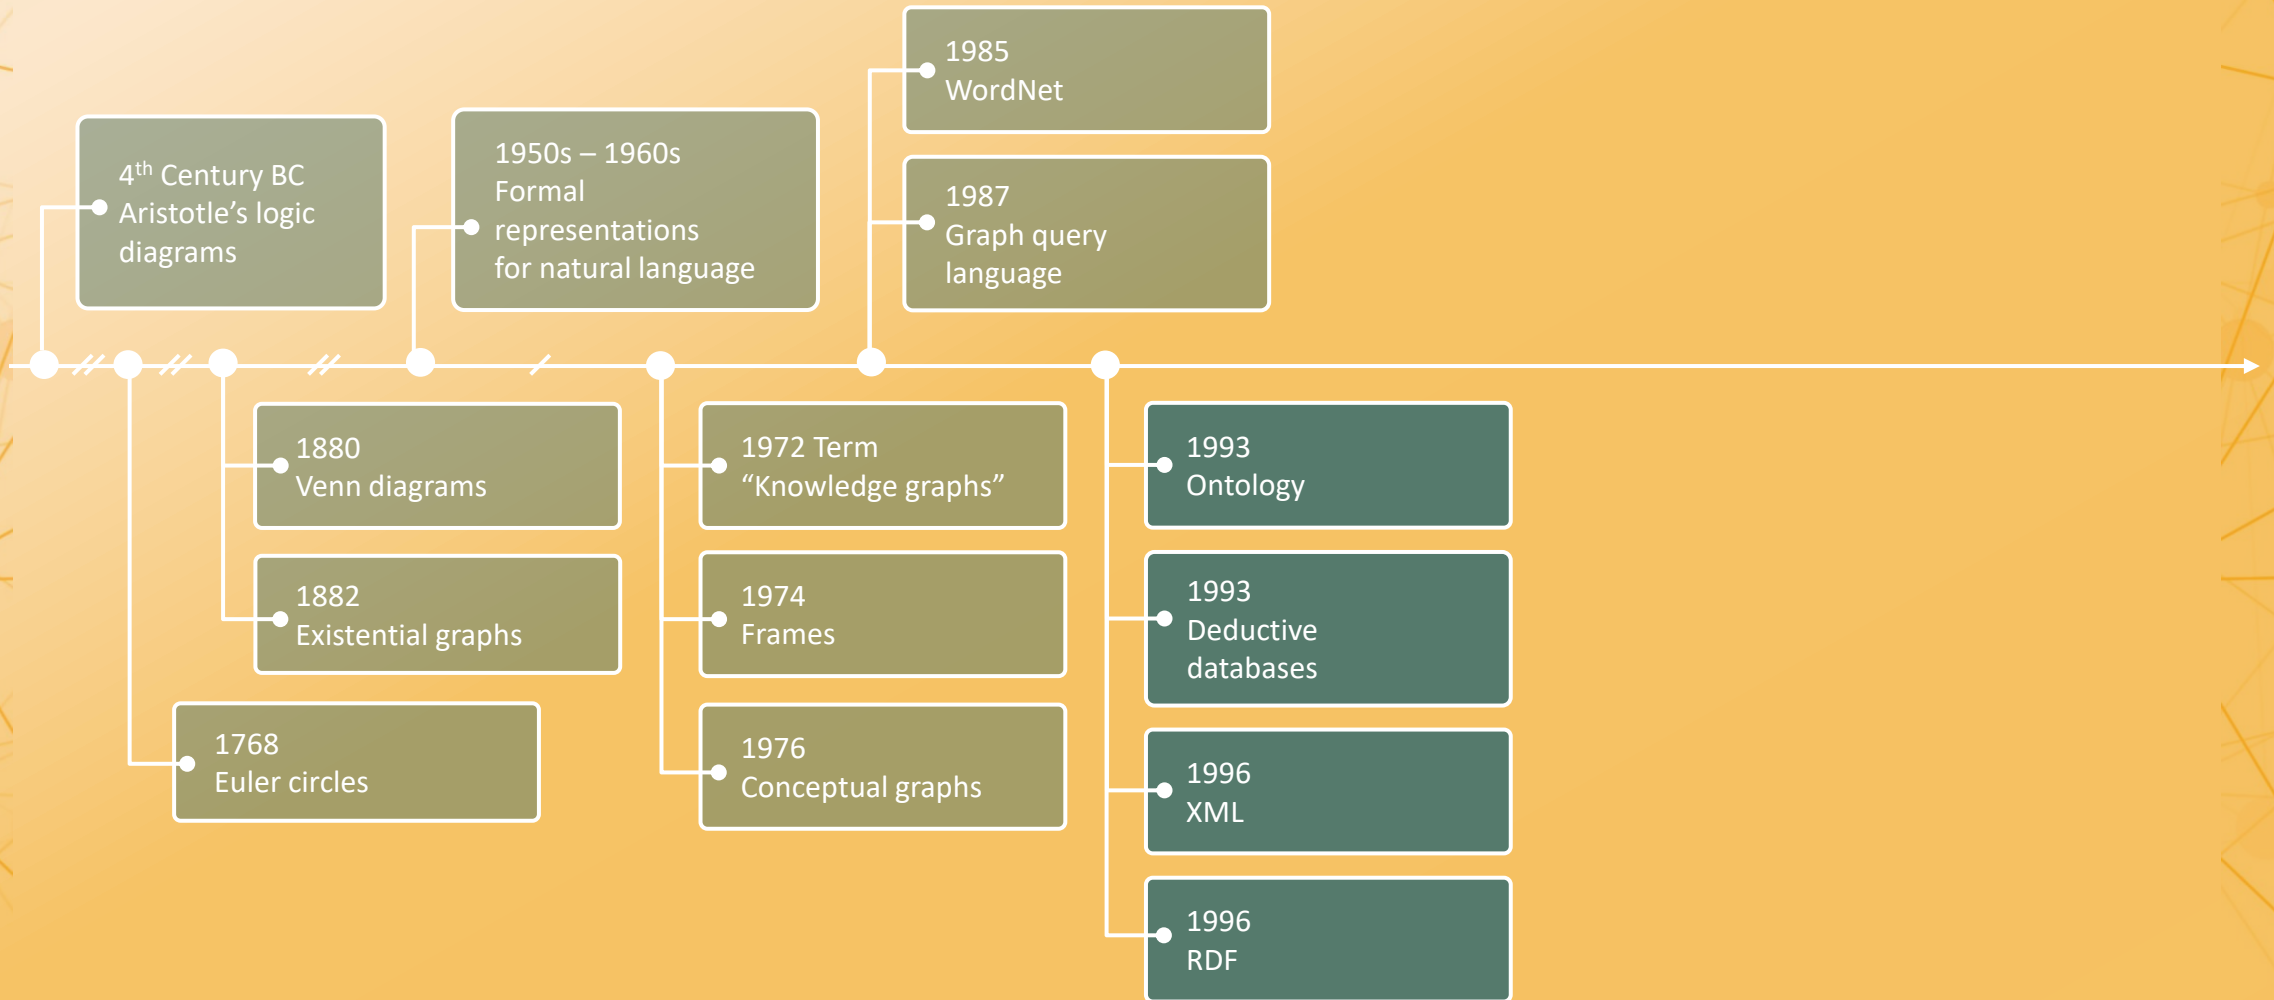 4th Century BC
Aristotle’s logic
diagrams
1768
Euler circles
1880
Venn diagrams
1882
Existential graphs
1950s – 1960s
Formal
representations
for natural language
1972 Term
“Knowledge graphs”
1974
Frames
1976
Conceptual graphs
1985
WordNet
1987
Graph query
language
1993
Ontology
1993
Deductive
databases
1996
XML
1996
RDF